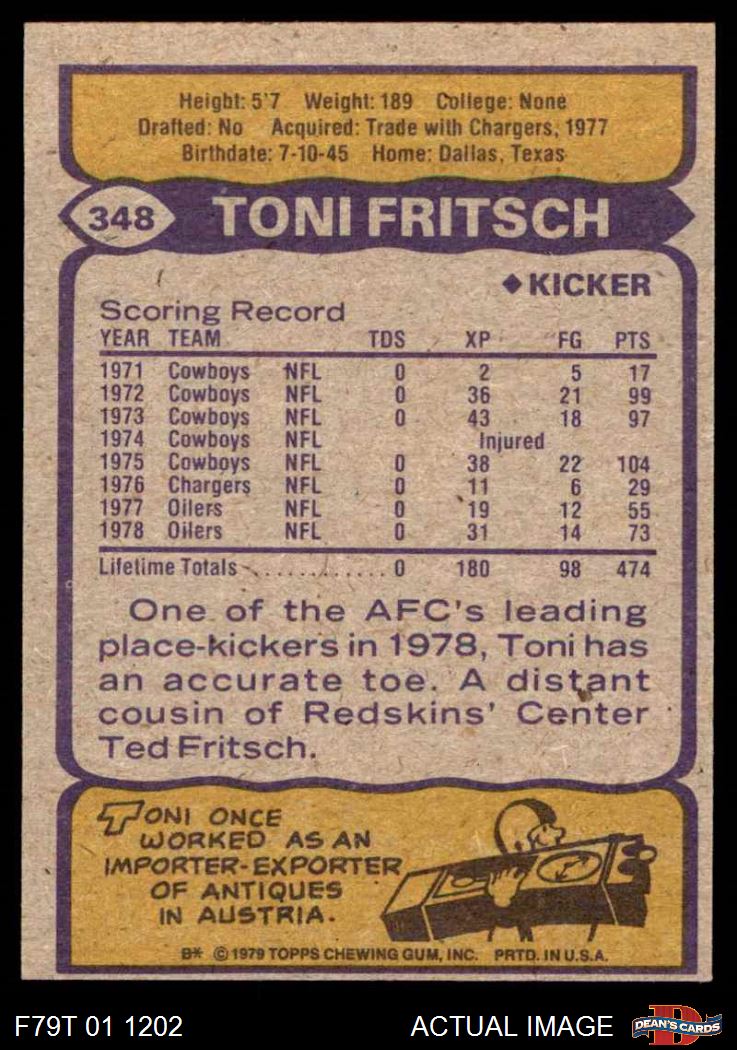 Height: 5'7 Weight: 189 College: None
Drafted: No Acquired: Trade with Chargers, 1977
Birthdate: 7-10-45 Home: Dallas, Texas
348 TONI FRITSCH
◆KICKER
Scoring Record
YEAR TEAM TDS XP FG PTS
1971 Cowboys NFL 0 2 5 17
1972 Cowboys NFL 0 36 21 99
1973 Cowboys NFL 0 43 18 97
1974 Cowboys NFL Injured
1975 Cowboys NFL 0 38 22 104
1976 Chargers NFL 0 11 6 29
1977 Oilers NFL 0 19 12 55
1978 Oilers NFL 0 31 14 73
Lifetime Totals ............. 0 180 98 474
One of the AFC's leading
place-kickers in 1978, Toni has
an accurate toe. A distant
cousin of Redskins' Center
Ted Fritsch.
TONI ONCE
WORKED AS AN
IMPORTER-EXPORTER
OF ANTIQUES
IN AUSTRIA.
B* © 1979 TOPPS CHEWING GUM, INC. PRTD. IN U.S.A.
F79T 01 1202 ACTUAL IMAGE DEAN'S CARDS